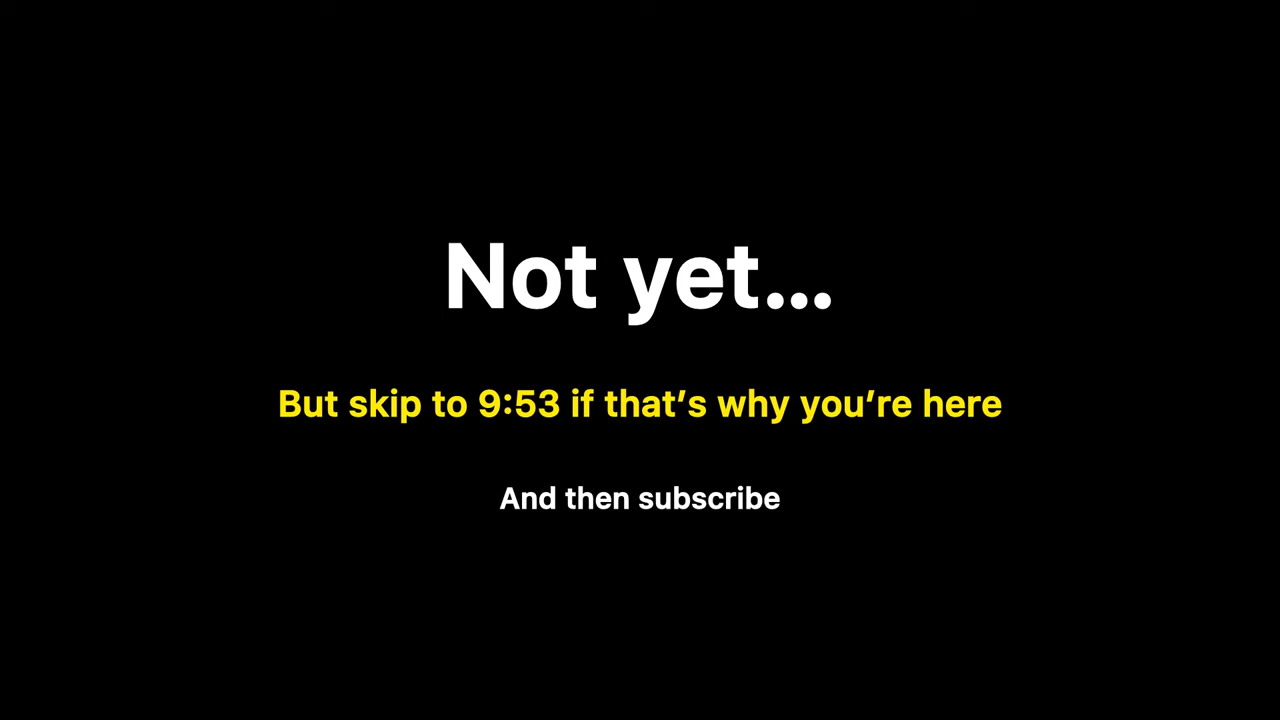 Not yet...
But skip to 9:53 if that’s why you’re here
And then subscribe